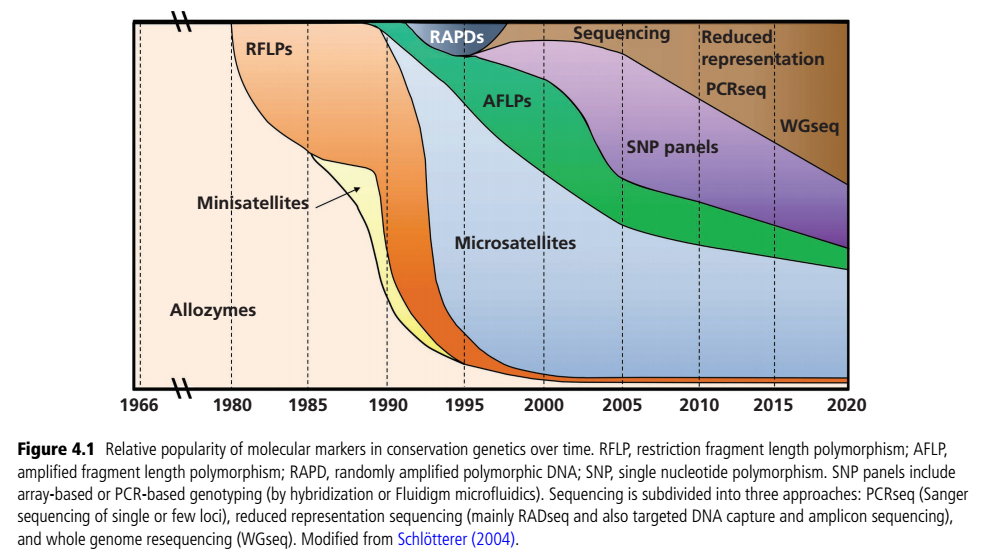 RFLPs
RAPDs
Sequencing
Reduced
representation
PCRseq
WGseq
AFLPs
SNP panels
Minisatellites
Microsatellites
Allozymes
1966 1980 1985 1990 1995 2000 2005 2010 2015 2020
Figure 4.1 Relative popularity of molecular markers in conservation genetics over time. RFLP, restriction fragment length polymorphism; AFLP,
amplified fragment length polymorphism; RAPD, randomly amplified polymorphic DNA; SNP, single nucleotide polymorphism. SNP panels include
array-based or PCR-based genotyping (by hybridization or Fluidigm microfluidics). Sequencing is subdivided into three approaches: PCRseq (Sanger
sequencing of single or few loci), reduced representation sequencing (mainly RADseq and also targeted DNA capture and amplicon sequencing),
and whole genome resequencing (WGseq). Modified from Schlötterer (2004).